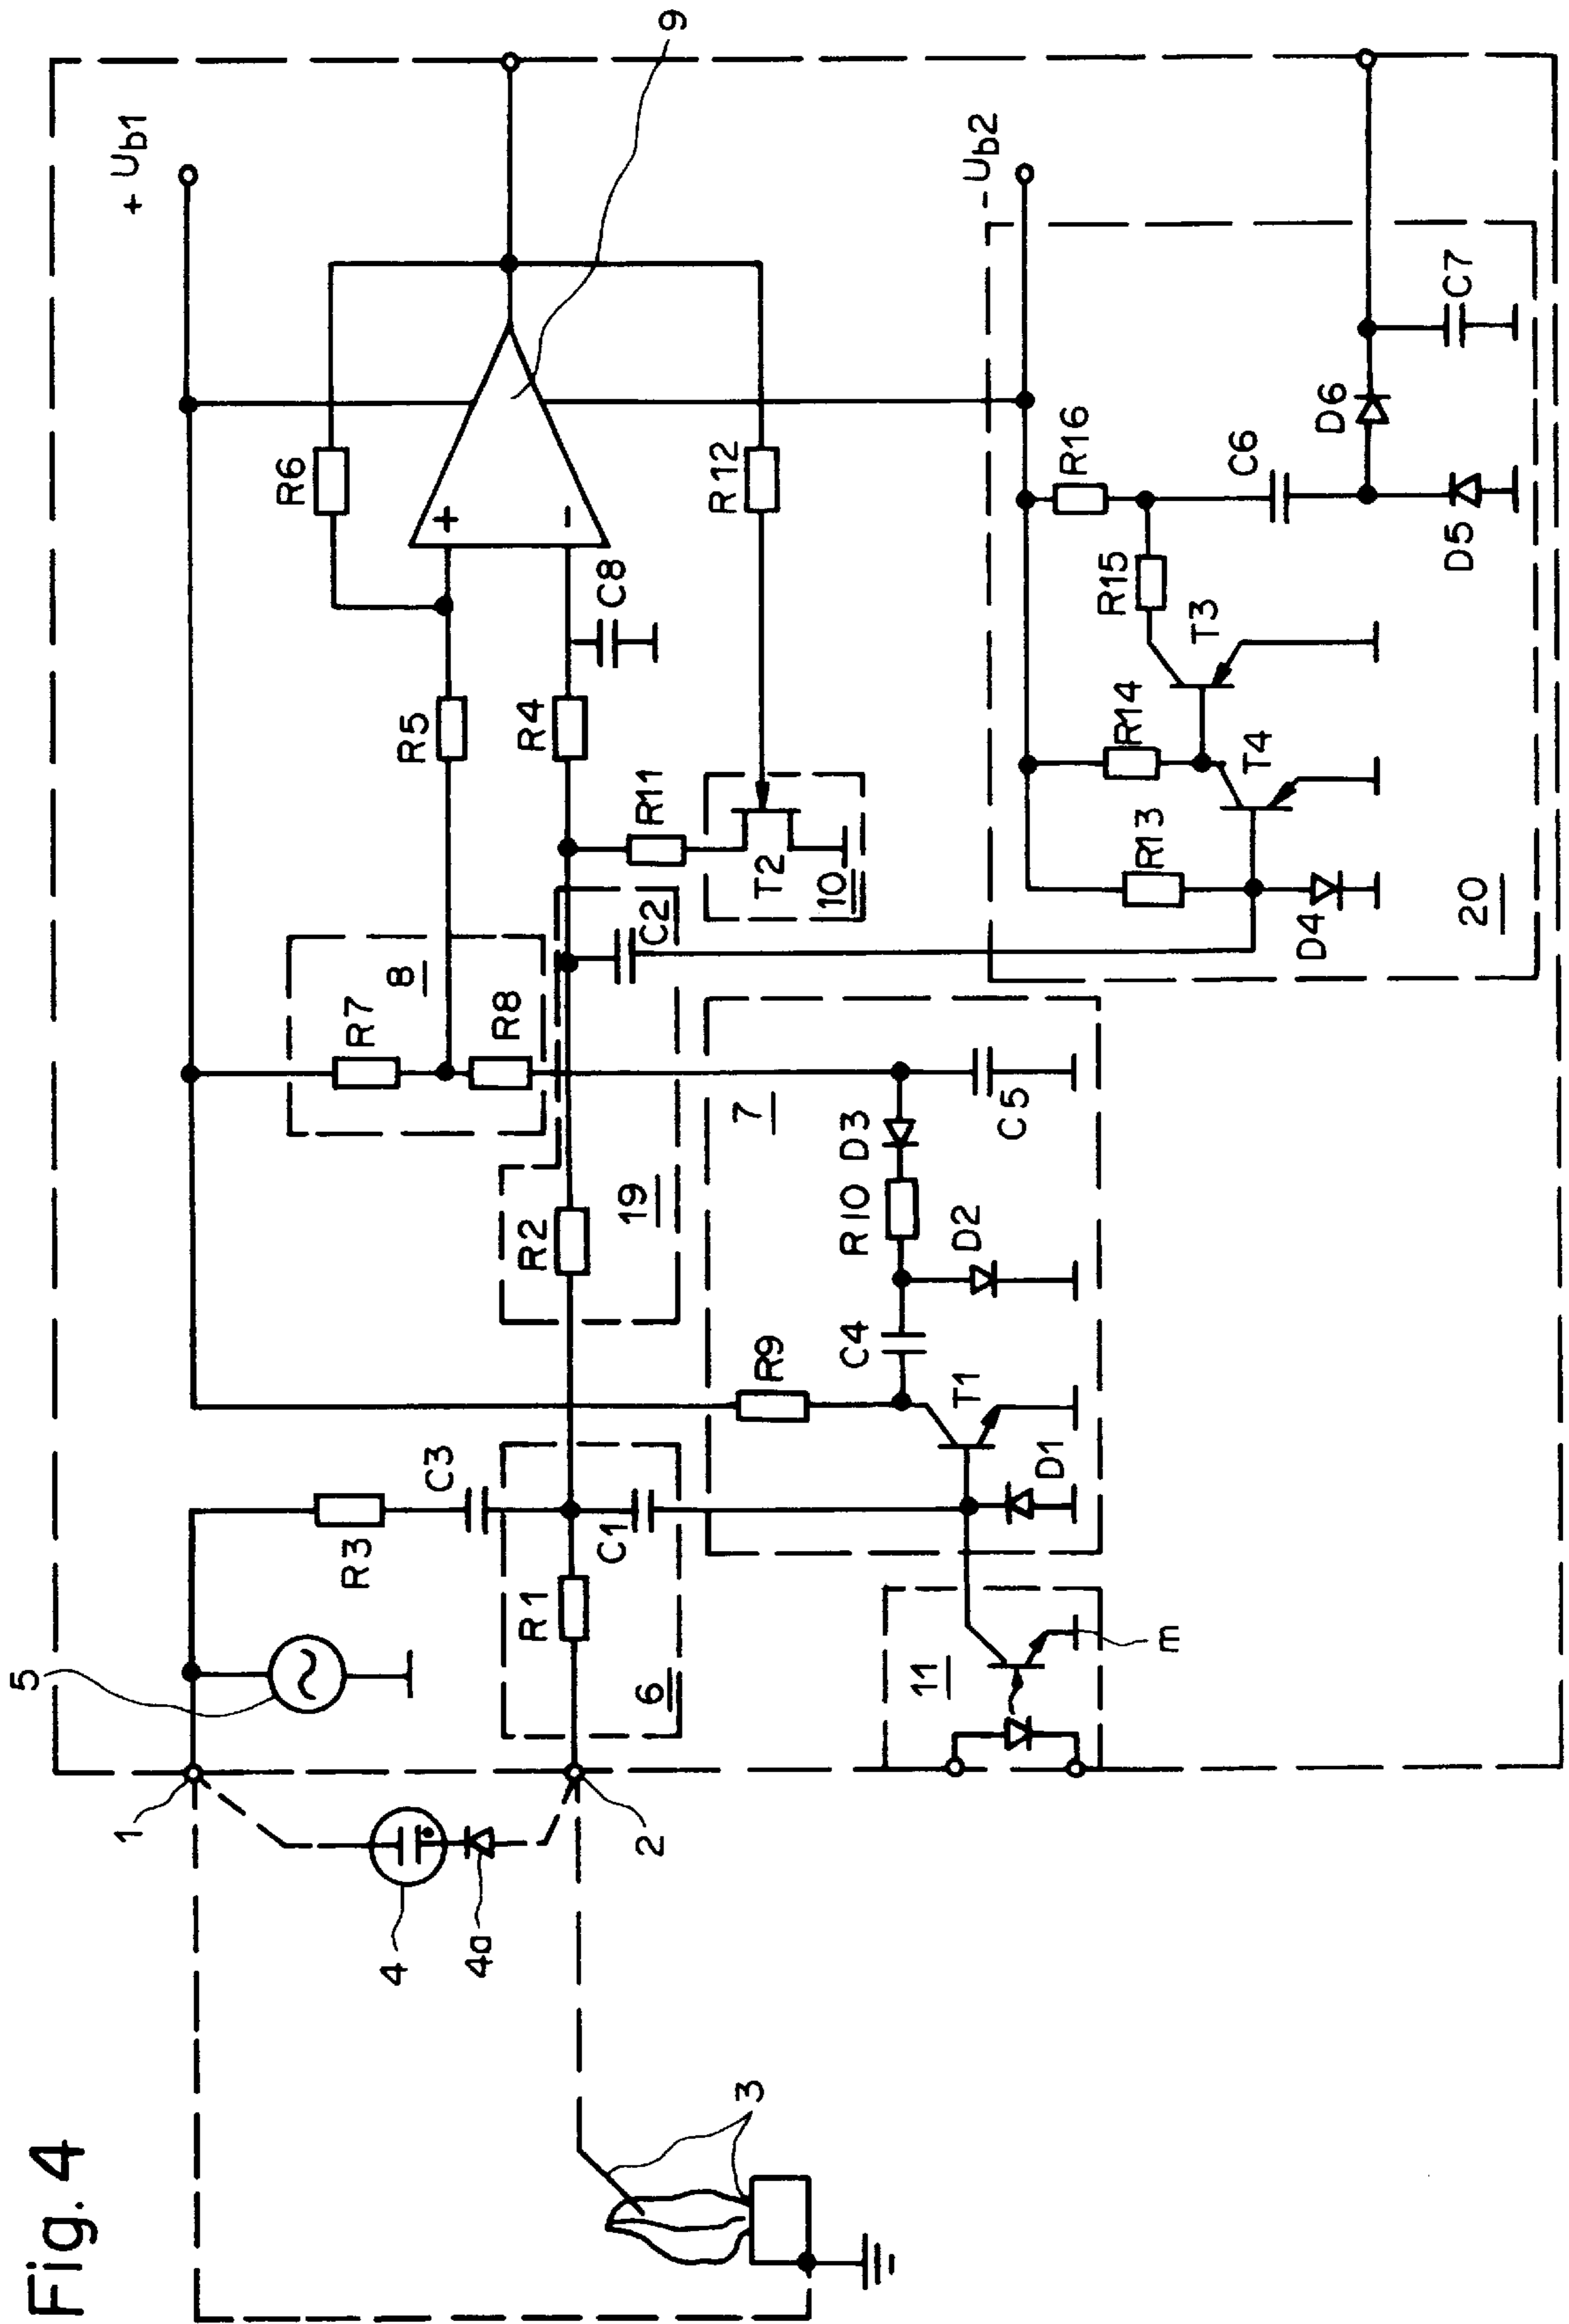 Fig. 4
1
2
3
4
4a
5
R3
C3
R1
C1
6
11
m
R2
19
R7
R8
8
C2
R5
R4
R6
C8
9
+ Ub1
R11
T2
10
R12
R9
C4
R10
D3
7
T1
D1
D2
C5
- Ub2
R13
R14
R15
R16
T3
T4
D4
20
C6
D6
D5
C7
+
-